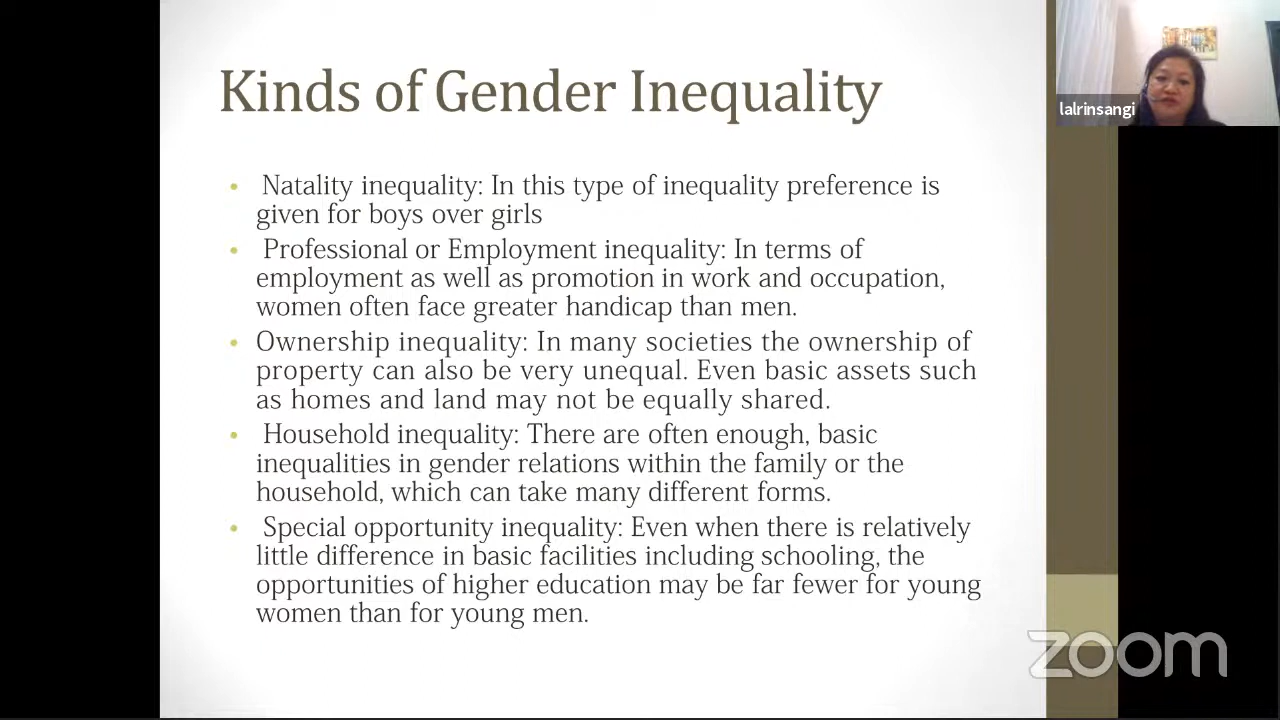 Kinds of Gender Inequality
lalrinsangi
• Natality inequality: In this type of inequality preference is
given for boys over girls
• Professional or Employment inequality: In terms of
employment as well as promotion in work and occupation,
women often face greater handicap than men.
• Ownership inequality: In many societies the ownership of
property can also be very unequal. Even basic assets such
as homes and land may not be equally shared.
• Household inequality: There are often enough, basic
inequalities in gender relations within the family or the
household, which can take many different forms.
• Special opportunity inequality: Even when there is relatively
little difference in basic facilities including schooling, the
opportunities of higher education may be far fewer for young
women than for young men.
zoom